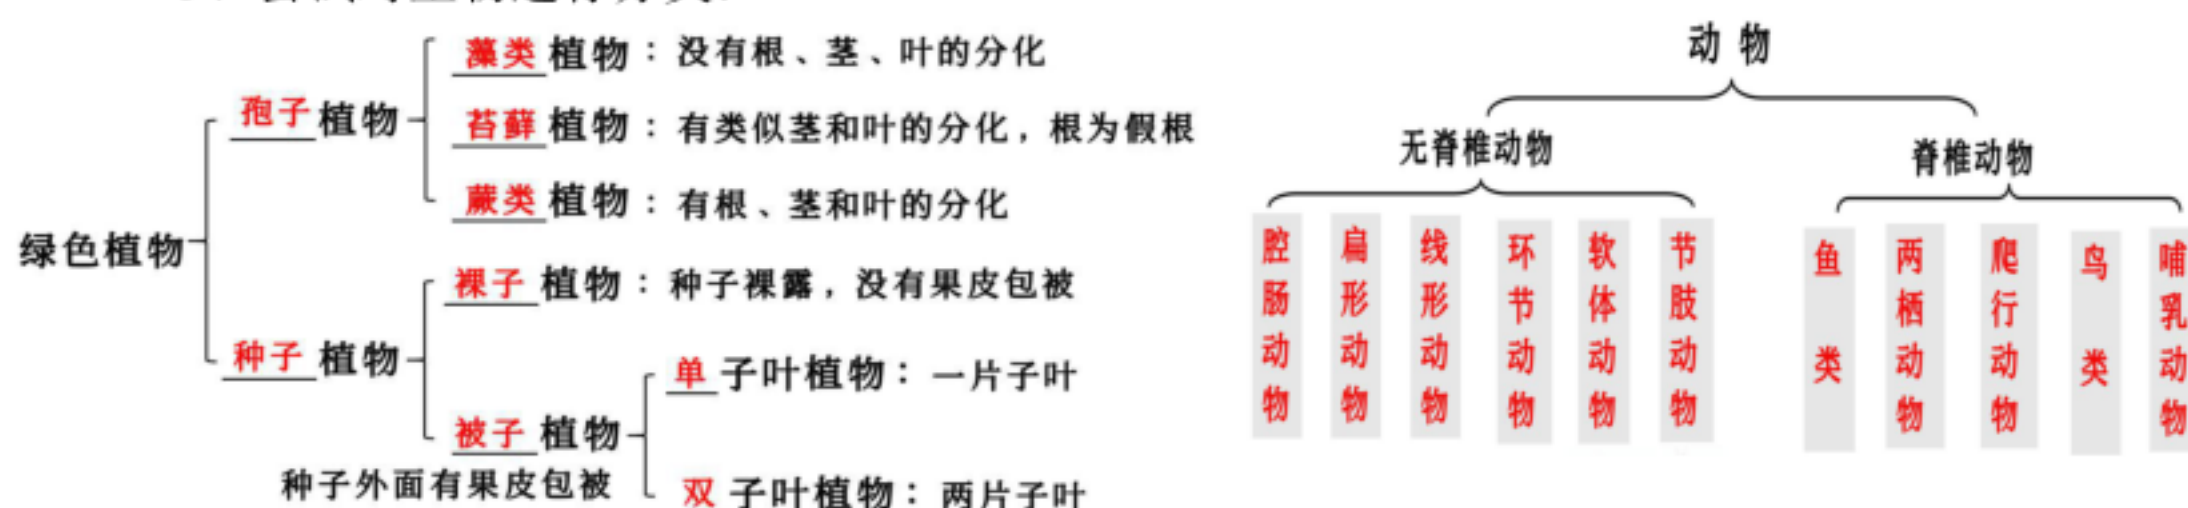 藻类植物：没有根、茎、叶的分化
孢子植物
苔藓植物：有类似茎和叶的分化，根为假根
蕨类植物：有根、茎和叶的分化
绿色植物
裸子植物：种子裸露，没有果皮包被
种子植物
单子叶植物：一片子叶
被子植物
种子外面有果皮包被
双子叶植物：两片子叶
动物
无脊椎动物
脊椎动物
腔肠动物
扁形动物
线形动物
环节动物
软体动物
节肢动物
鱼类
两栖动物
爬行动物
鸟类
哺乳动物